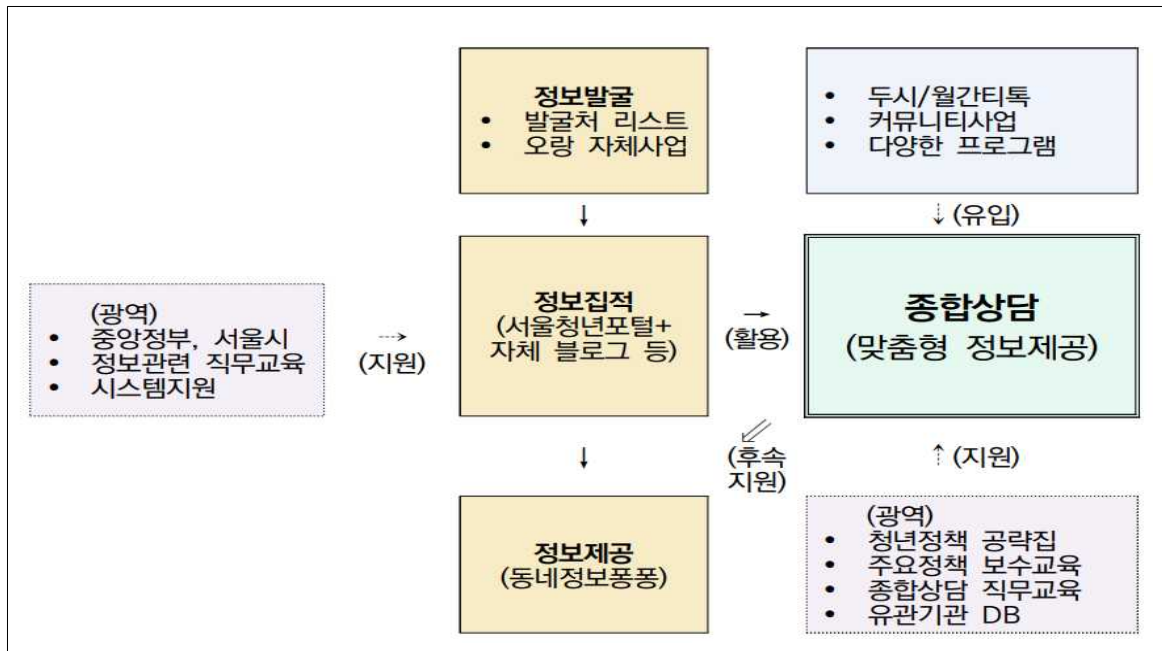 정보발굴
• 발굴처 리스트
• 오랑 자체사업
• 두시/월간티톡
• 커뮤니티사업
• 다양한 프로그램
↓
⇣ (유입)
(광역)
• 중앙정부, 서울시
• 정보관련 직무교육
• 시스템지원
⇢
(지원)
정보집적
(서울청년포털+
자체 블로그 등)
→
(활용)
종합상담
(맞춤형 정보제공)
↓
⇙
(후속
지원)
⇡ (지원)
정보제공
(동네정보퐁퐁)
(광역)
• 청년정책 공략집
• 주요정책 보수교육
• 종합상담 직무교육
• 유관기관 DB